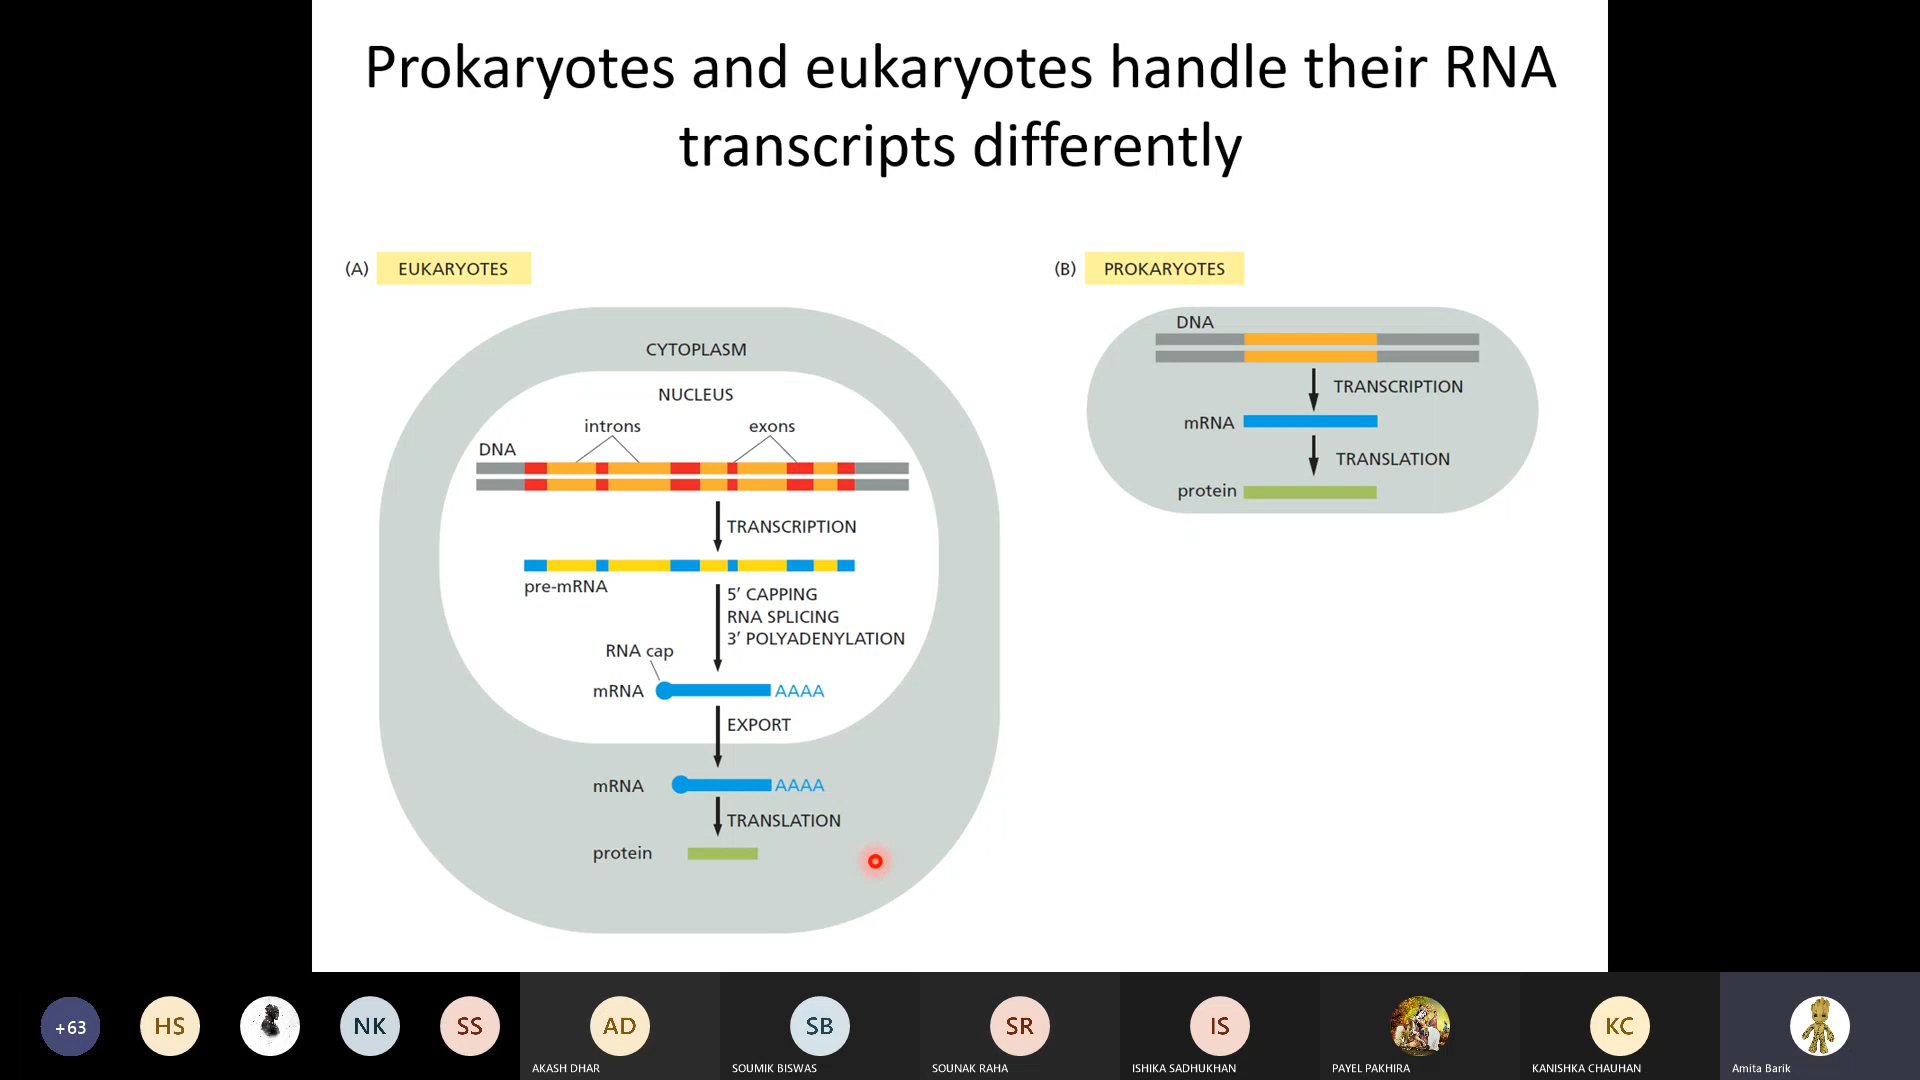 Prokaryotes and eukaryotes handle their RNA
transcripts differently
(A) EUKARYOTES
CYTOPLASM
NUCLEUS
introns
exons
DNA
TRANSCRIPTION
pre-mRNA
5′ CAPPING
RNA SPLICING
3′ POLYADENYLATION
RNA cap
mRNA
AAAA
EXPORT
mRNA
AAAA
TRANSLATION
protein
(B) PROKARYOTES
DNA
TRANSCRIPTION
mRNA
TRANSLATION
protein
+63
HS
NK
SS
AD
SB
SR
IS
KC
AKASH DHAR
SOUMIK BISWAS
SOUNAK RAHA
ISHIKA SADHUKHAN
PAYEL PAKHIRA
KANISHKA CHAUHAN
Amita Barik